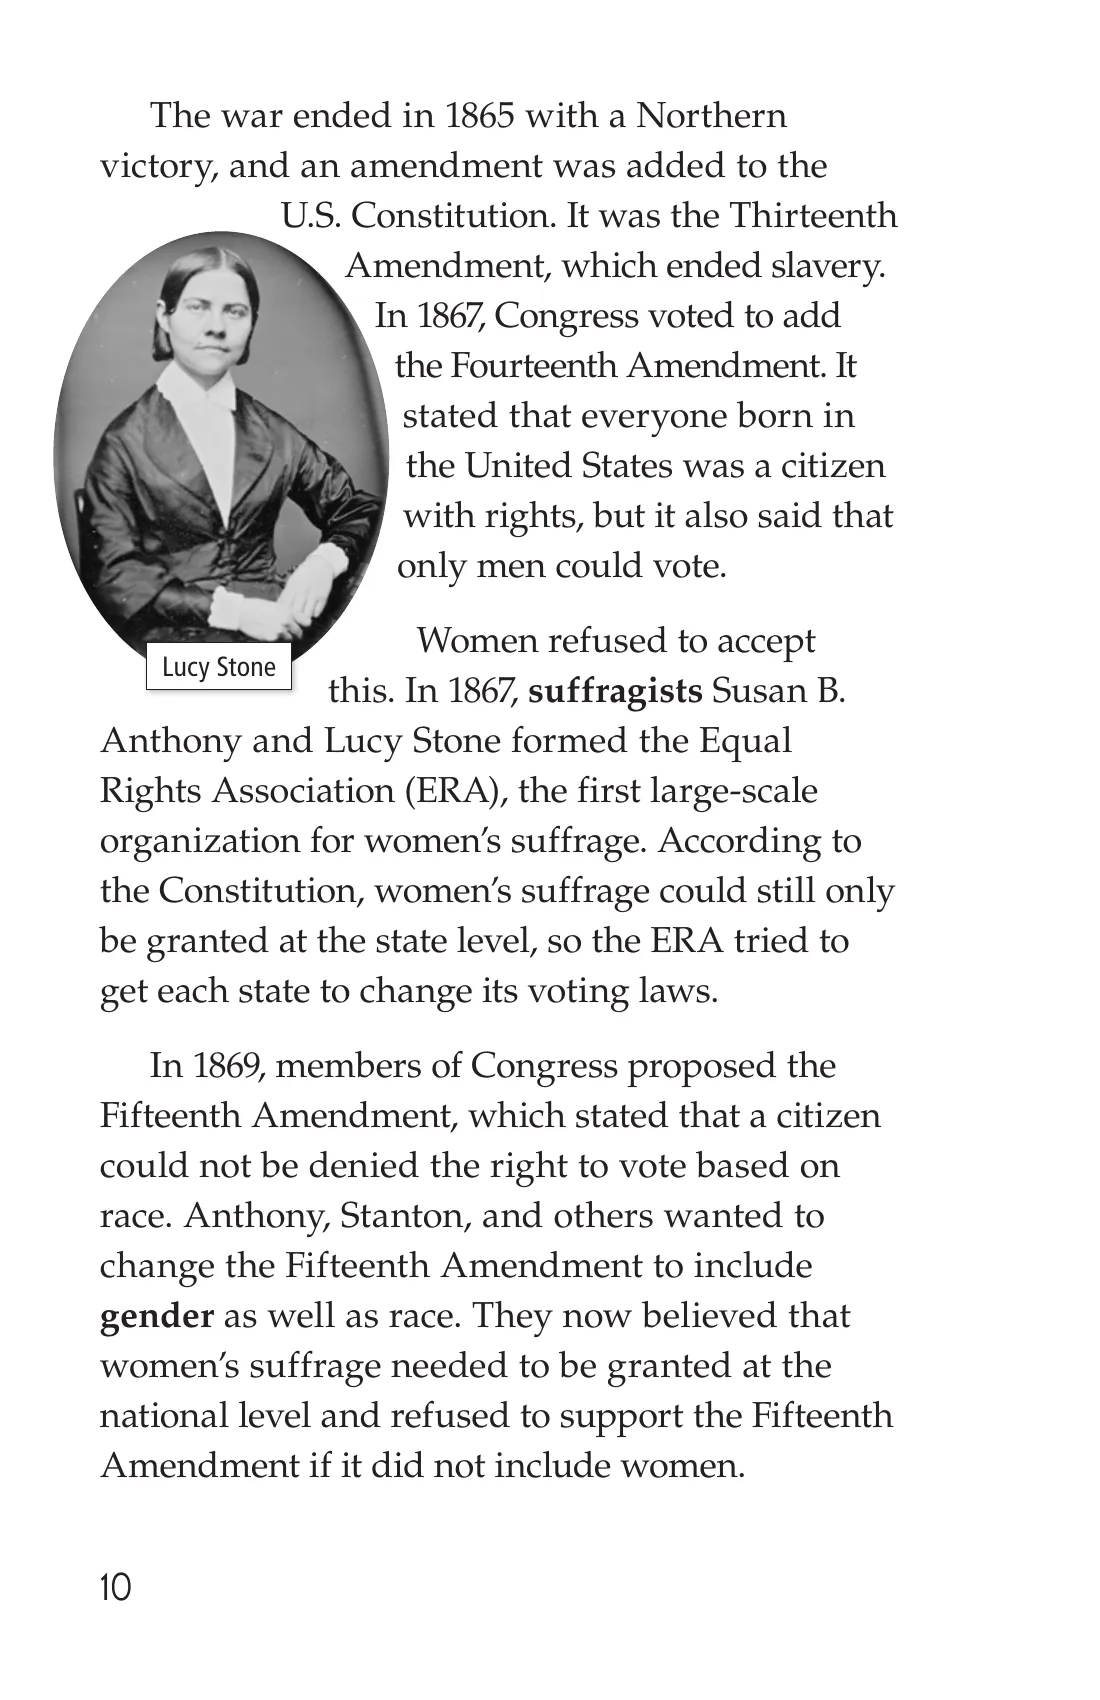 The war ended in 1865 with a Northern
victory, and an amendment was added to the
U.S. Constitution. It was the Thirteenth
Amendment, which ended slavery.
In 1867, Congress voted to add
the Fourteenth Amendment. It
stated that everyone born in
the United States was a citizen
with rights, but it also said that
only men could vote.
Lucy Stone
Women refused to accept
this. In 1867, suffragists Susan B.
Anthony and Lucy Stone formed the Equal
Rights Association (ERA), the first large-scale
organization for women’s suffrage. According to
the Constitution, women’s suffrage could still only
be granted at the state level, so the ERA tried to
get each state to change its voting laws.
In 1869, members of Congress proposed the
Fifteenth Amendment, which stated that a citizen
could not be denied the right to vote based on
race. Anthony, Stanton, and others wanted to
change the Fifteenth Amendment to include
gender as well as race. They now believed that
women’s suffrage needed to be granted at the
national level and refused to support the Fifteenth
Amendment if it did not include women.
10